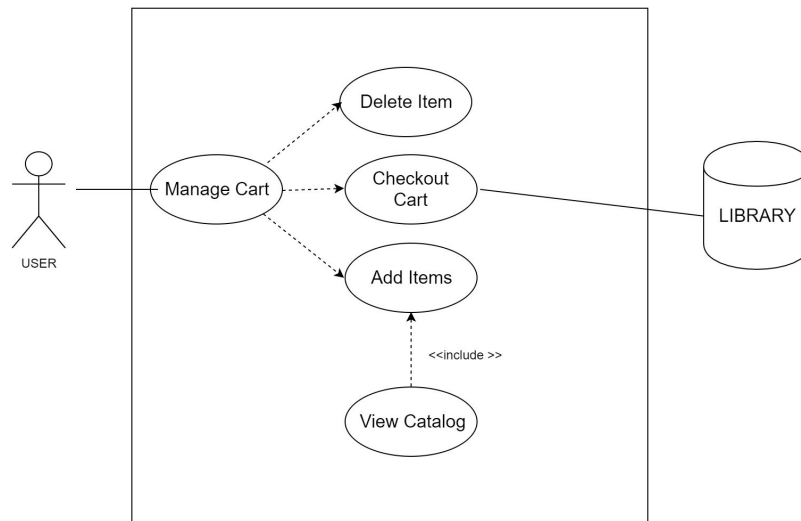 Delete Item
Manage Cart
Checkout
Cart
LIBRARY
USER
Add Items
<<include >>
View Catalog